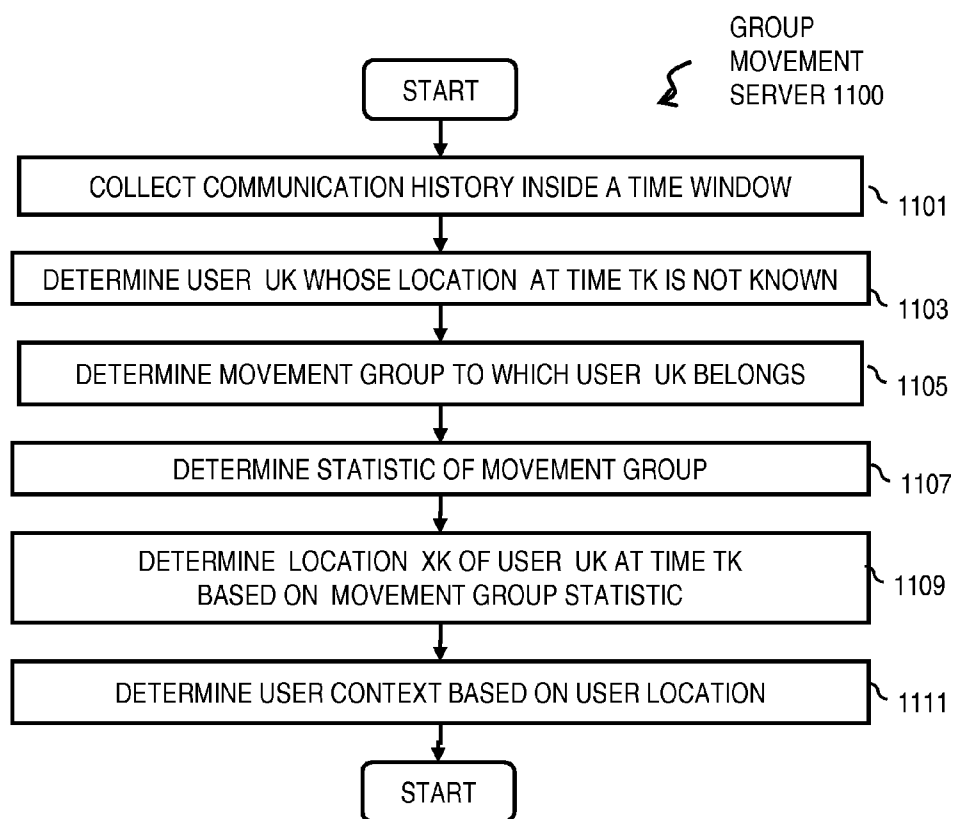 GROUP
MOVEMENT
SERVER 1100
START
COLLECT COMMUNICATION HISTORY INSIDE A TIME WINDOW
1101
DETERMINE USER UK WHOSE LOCATION AT TIME TK IS NOT KNOWN
1103
DETERMINE MOVEMENT GROUP TO WHICH USER UK BELONGS
1105
DETERMINE STATISTIC OF MOVEMENT GROUP
1107
DETERMINE LOCATION XK OF USER UK AT TIME TK
BASED ON MOVEMENT GROUP STATISTIC
1109
DETERMINE USER CONTEXT BASED ON USER LOCATION
1111
START